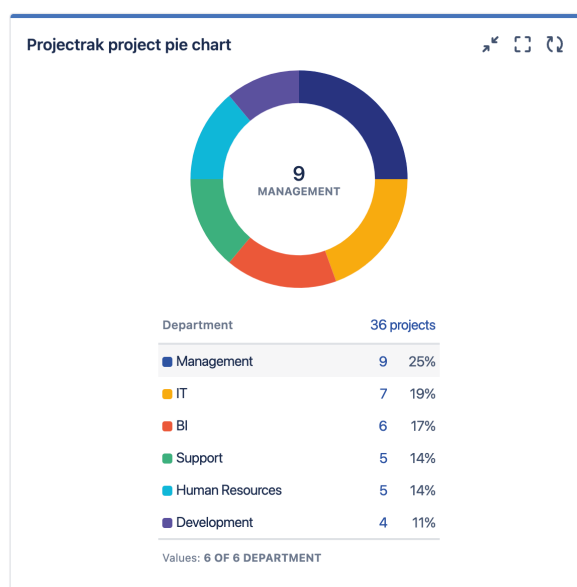 Projectrak project pie chart
9
MANAGEMENT
Department 36 projects
Management 9 25%
IT 7 19%
BI 6 17%
Support 5 14%
Human Resources 5 14%
Development 4 11%
Values: 6 OF 6 DEPARTMENT